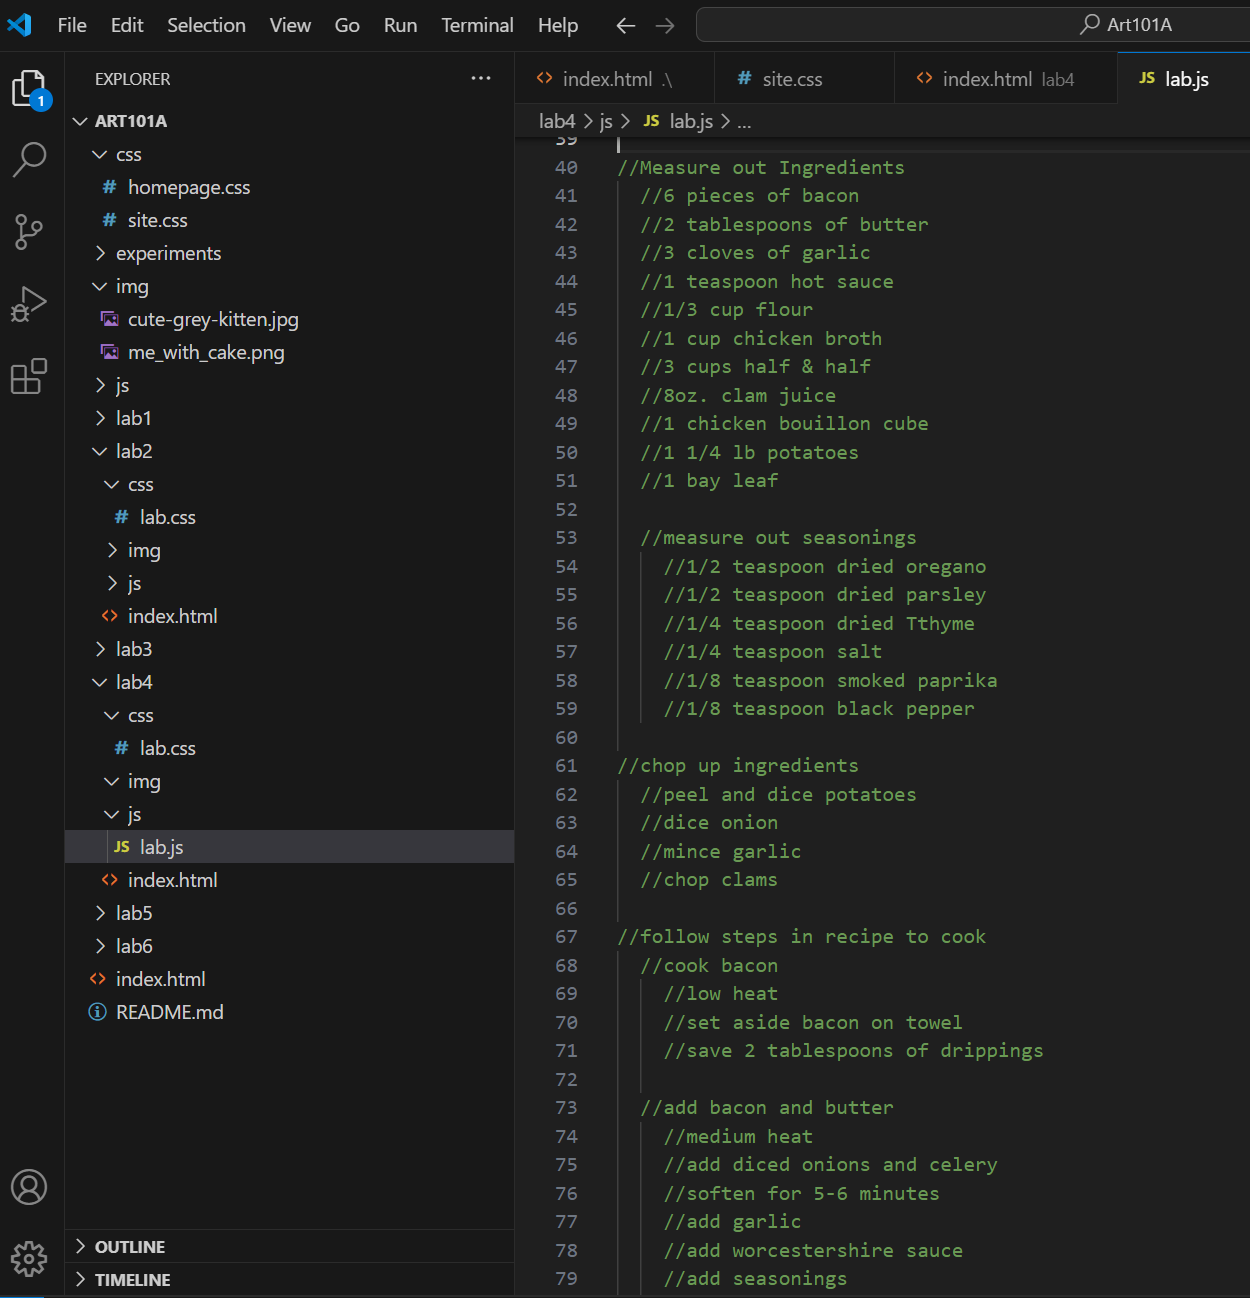 File Edit Selection View Go Run Terminal Help Art101A
EXPLORER ...
1
ART101A
css
# homepage.css
# site.css
experiments
img
cute-grey-kitten.jpg
me_with_cake.png
js
lab1
lab2
css
# lab.css
img
js
<> index.html
lab3
lab4
css
# lab.css
img
js
JS lab.js
<> index.html
lab5
lab6
<> index.html
README.md
OUTLINE
TIMELINE
<> index.html .\ # site.css <> index.html lab4 JS lab.js
lab4 > js > JS lab.js > ...
39
40 //Measure out Ingredients
41 //6 pieces of bacon
42 //2 tablespoons of butter
43 //3 cloves of garlic
44 //1 teaspoon hot sauce
45 //1/3 cup flour
46 //1 cup chicken broth
47 //3 cups half & half
48 //8oz. clam juice
49 //1 chicken bouillon cube
50 //1 1/4 lb potatoes
51 //1 bay leaf
52
53 //measure out seasonings
54 //1/2 teaspoon dried oregano
55 //1/2 teaspoon dried parsley
56 //1/4 teaspoon dried Tthyme
57 //1/4 teaspoon salt
58 //1/8 teaspoon smoked paprika
59 //1/8 teaspoon black pepper
60
61 //chop up ingredients
62 //peel and dice potatoes
63 //dice onion
64 //mince garlic
65 //chop clams
66
67 //follow steps in recipe to cook
68 //cook bacon
69 //low heat
70 //set aside bacon on towel
71 //save 2 tablespoons of drippings
72
73 //add bacon and butter
74 //medium heat
75 //add diced onions and celery
76 //soften for 5-6 minutes
77 //add garlic
78 //add worcestershire sauce
79 //add seasonings